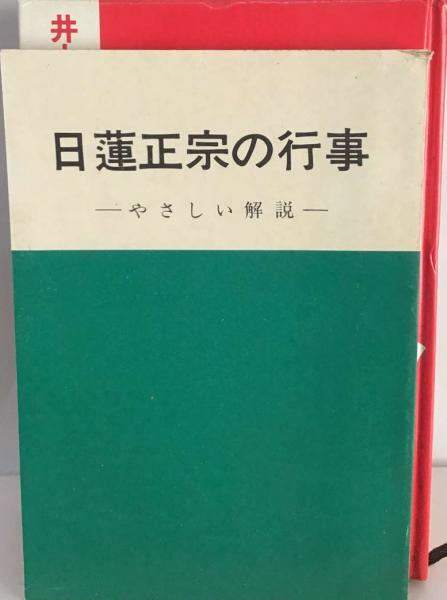 井
日蓮正宗の行事
―やさしい解説―